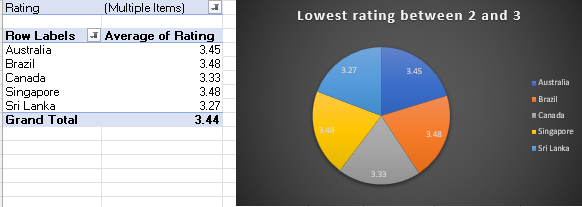 Rating (Multiple Items)
Row Labels Average of Rating
Australia 3.45
Brazil 3.48
Canada 3.33
Singapore 3.48
Sri Lanka 3.27
Grand Total 3.44
Lowest rating between 2 and 3
3.27
3.45
3.48
3.48
3.33
Australia
Brazil
Canada
Singapore
Sri Lanka